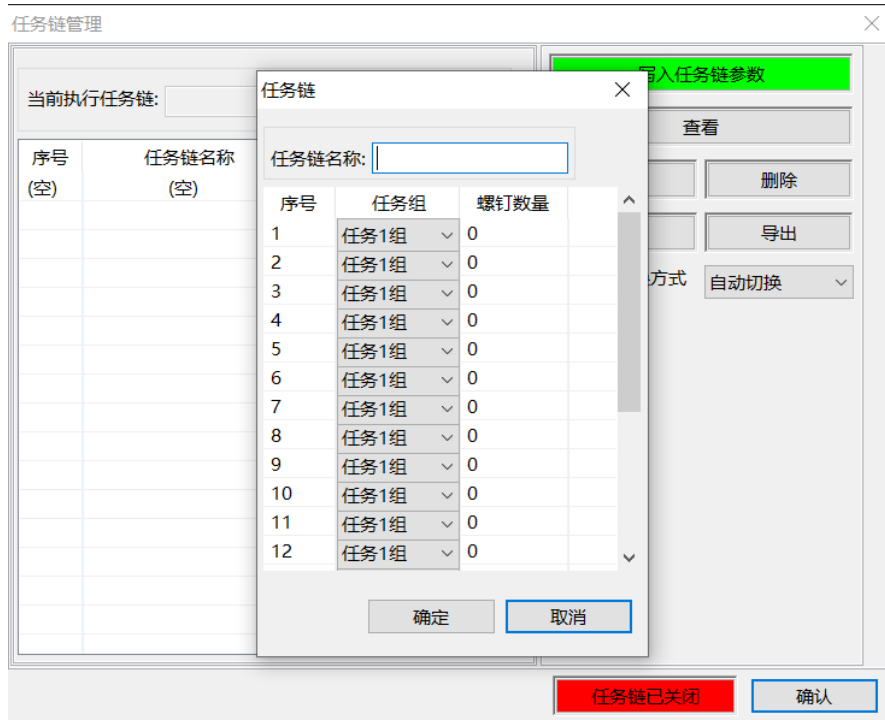 任务链管理
当前执行任务链:
序号 任务链名称
(空) (空)
任务链
任务链名称:
序号 任务组 螺钉数量
1 任务1组 0
2 任务1组 0
3 任务1组 0
4 任务1组 0
5 任务1组 0
6 任务1组 0
7 任务1组 0
8 任务1组 0
9 任务1组 0
10 任务1组 0
11 任务1组 0
12 任务1组 0
确定 取消
写入任务链参数
查看
删除
导出
方式 自动切换
任务链已关闭 确认